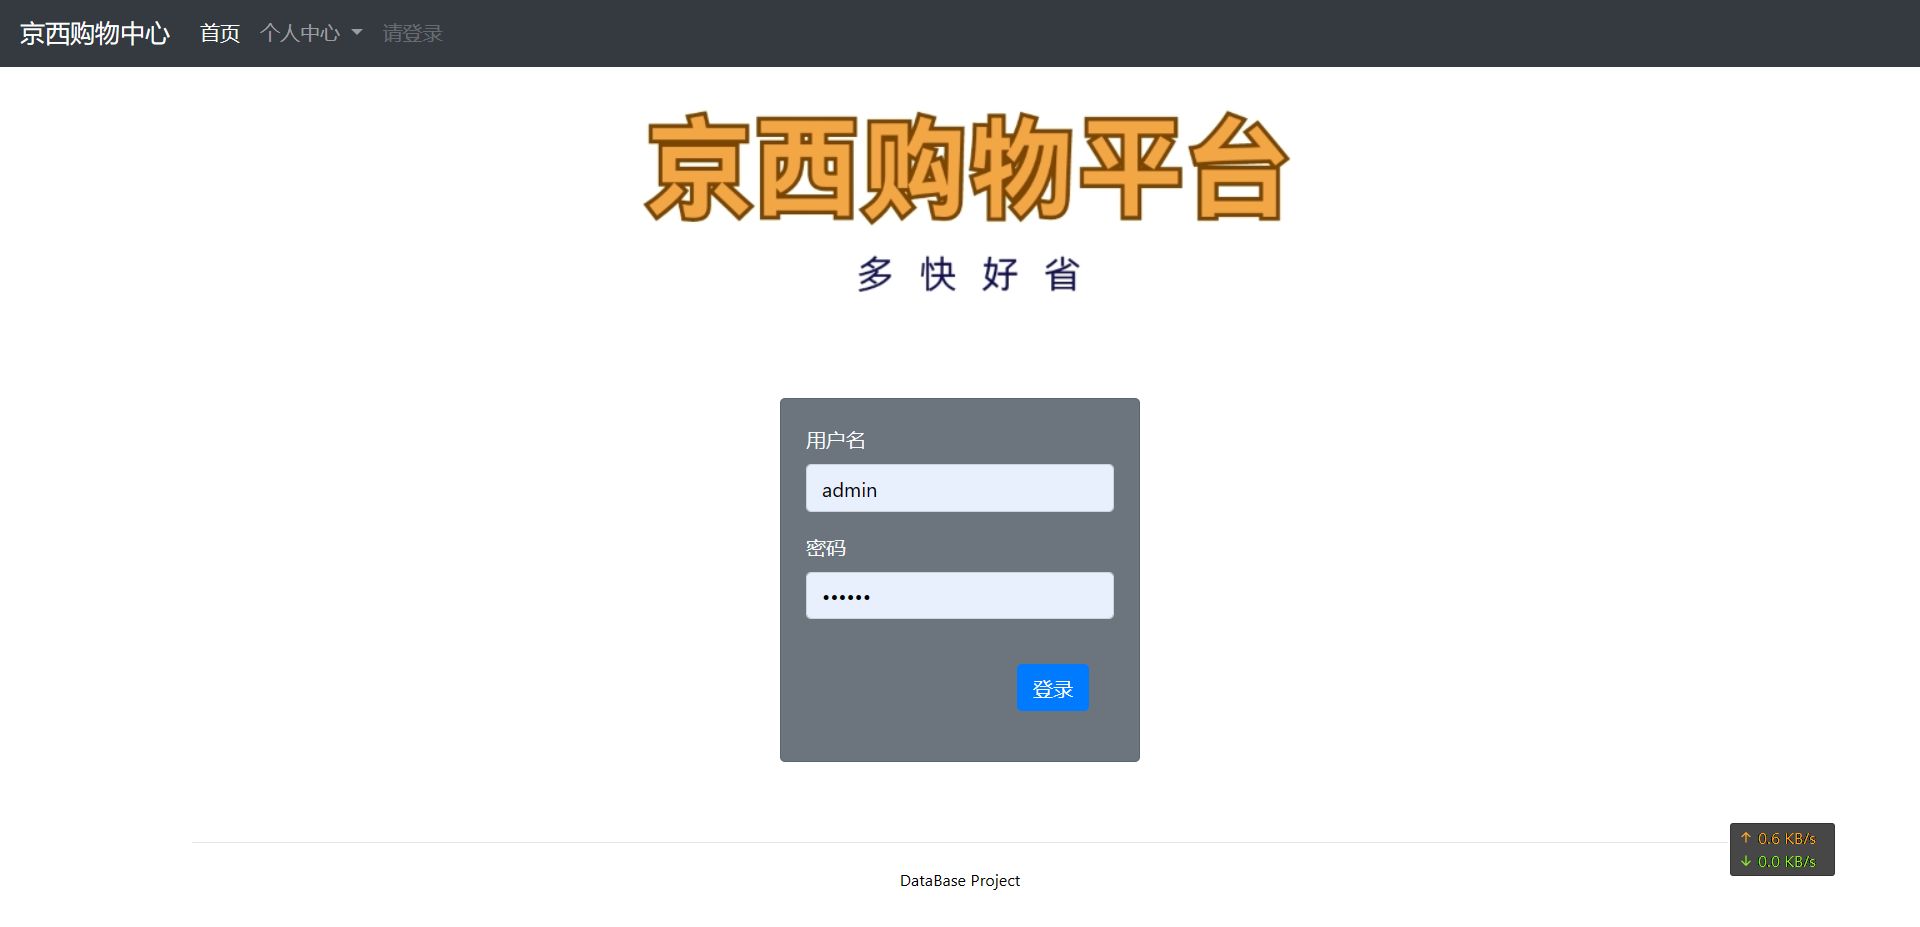 京西购物中心 首页 个人中心 请登录
京西购物平台
多快好省
用户名
admin
密码
••••••
登录
↑ 0.6 KB/s
↓ 0.0 KB/s
DataBase Project